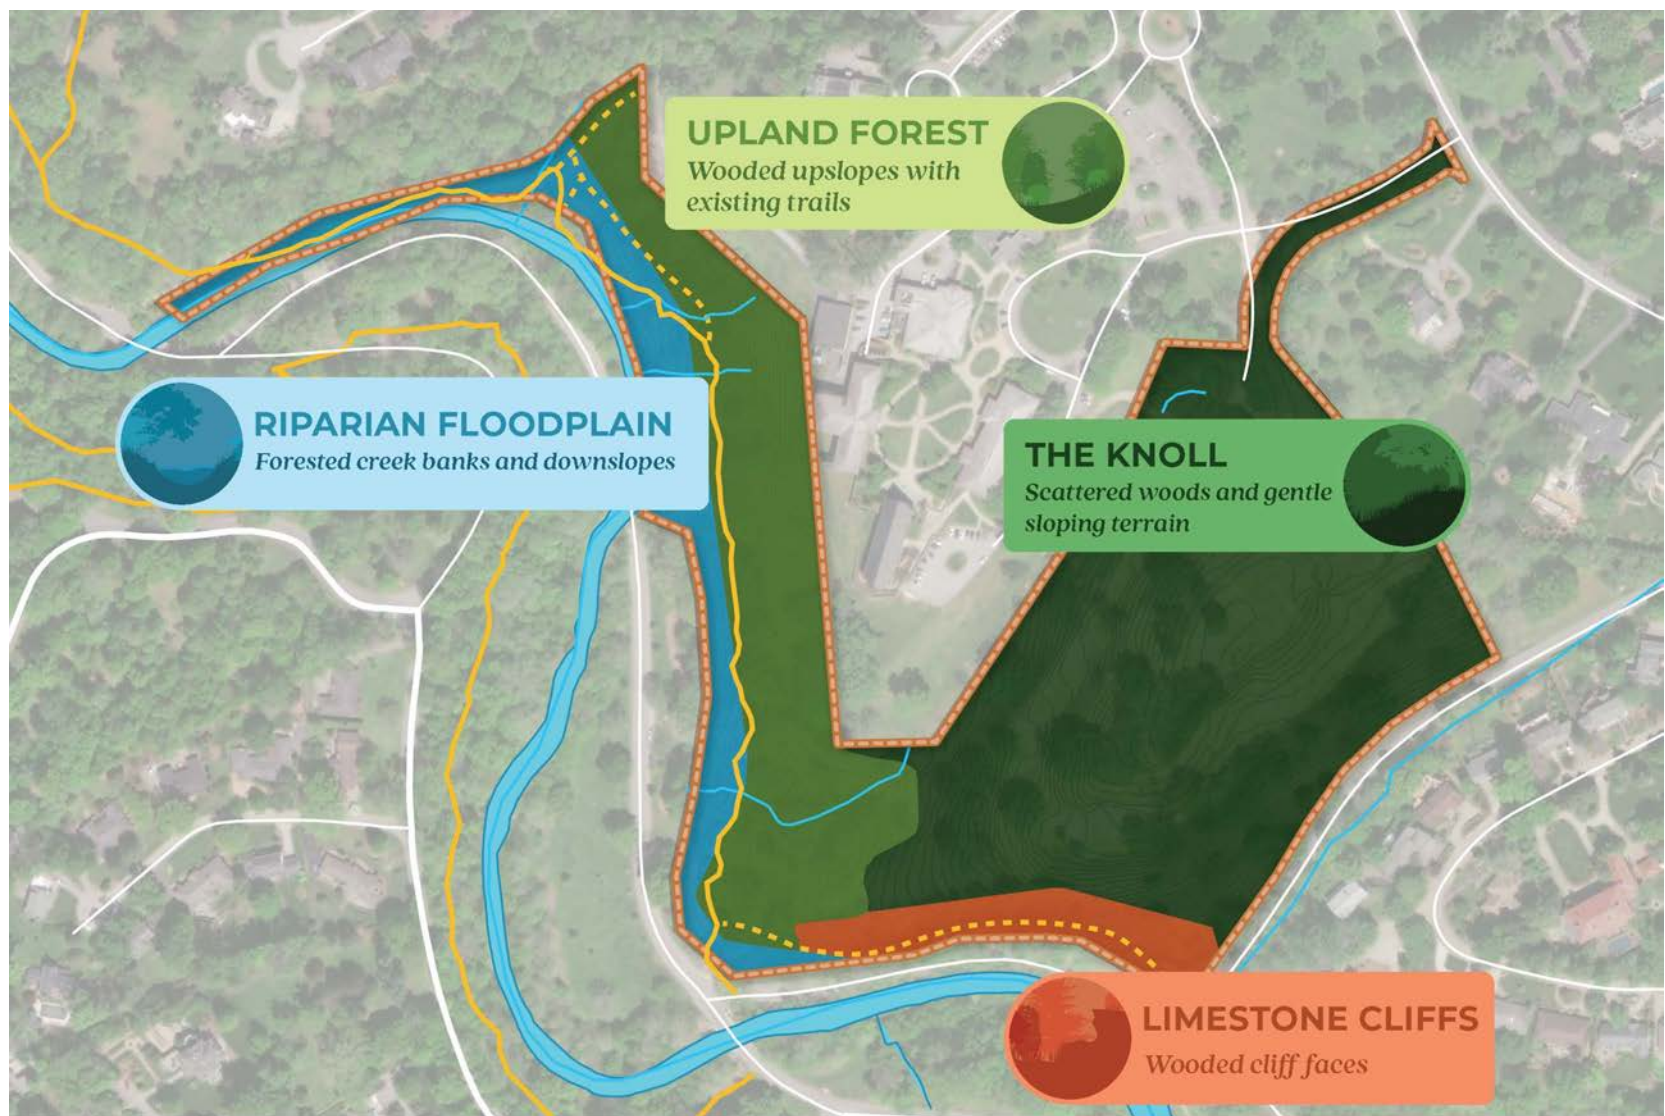 UPLAND FOREST
Wooded upslopes with
existing trails
RIPARIAN FLOODPLAIN
Forested creek banks and downslopes
THE KNOLL
Scattered woods and gentle
sloping terrain
LIMESTONE CLIFFS
Wooded cliff faces